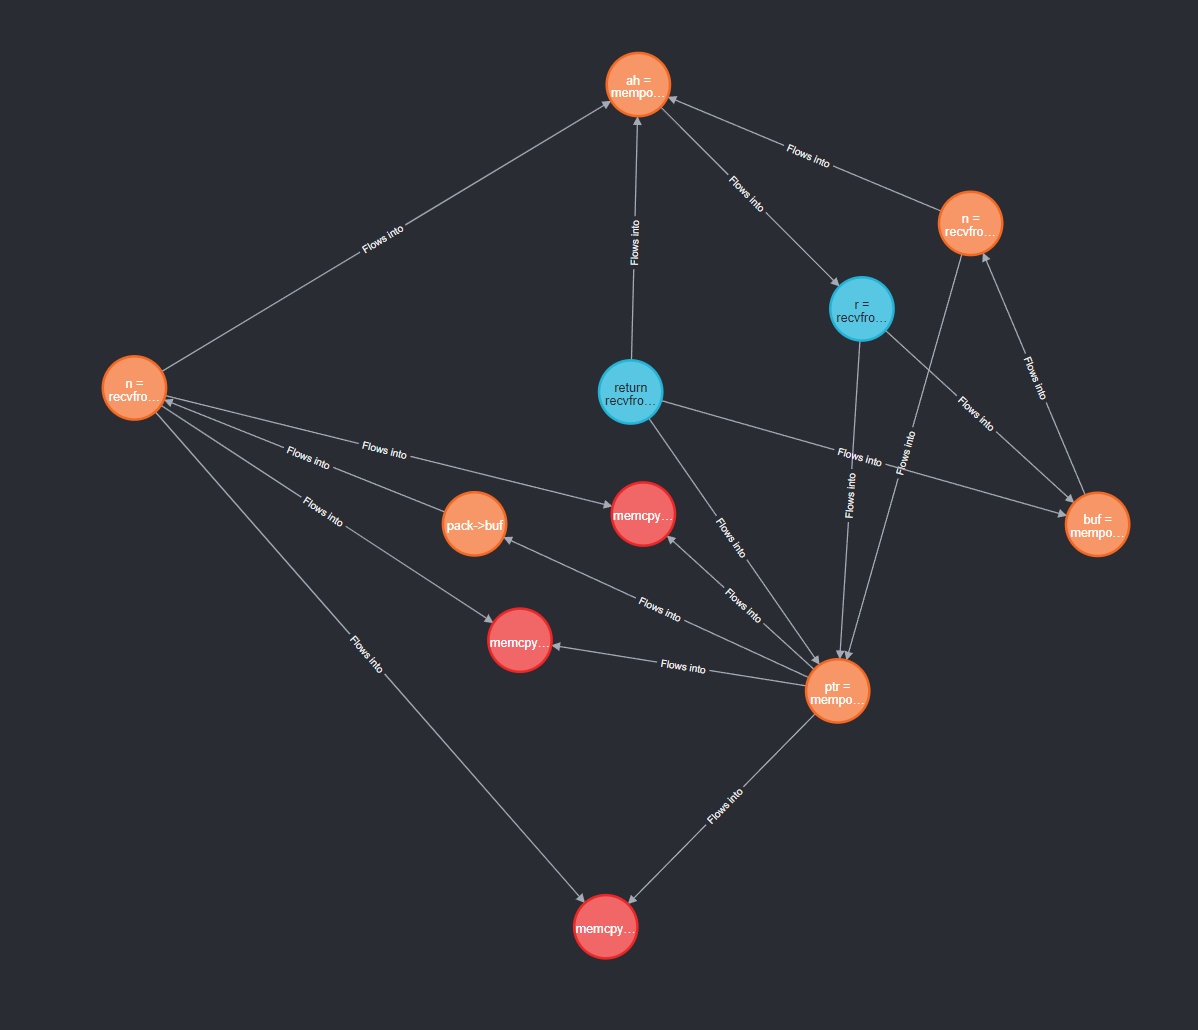 ah =
mempo…
Flows into
n =
recvfro…
Flows into
Flows into
Flows into
r =
recvfro…
n =
recvfro…
return
recvfro…
Flows into
Flows into
Flows into
Flows into
Flows into
Flows into
Flows into
pack->buf
memcpy…
buf =
mempo…
Flows into
Flows into
Flows into
Flows into
Flows into
memcpy…
Flows into
Flows into
ptr =
mempo…
Flows into
memcpy…